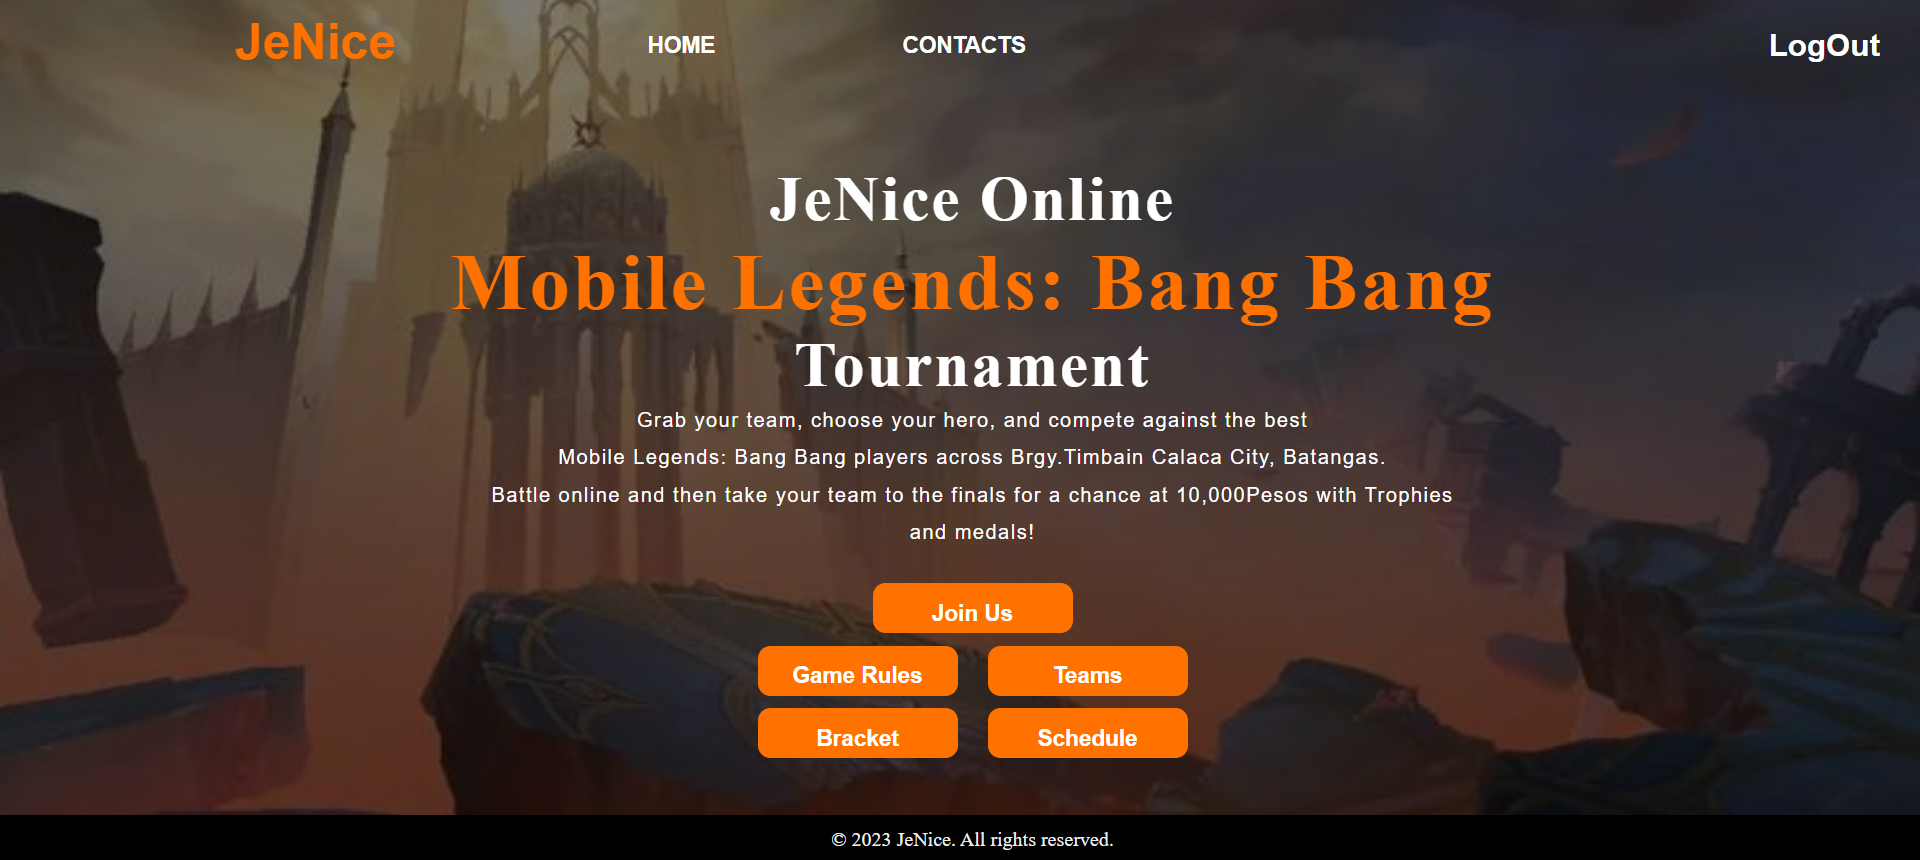 JeNice
HOME
CONTACTS
LogOut
JeNice Online
Mobile Legends: Bang Bang
Tournament
Grab your team, choose your hero, and compete against the best
Mobile Legends: Bang Bang players across Brgy.Timbain Calaca City, Batangas.
Battle online and then take your team to the finals for a chance at 10,000Pesos with Trophies
and medals!
Join Us
Game Rules
Teams
Bracket
Schedule
© 2023 JeNice. All rights reserved.